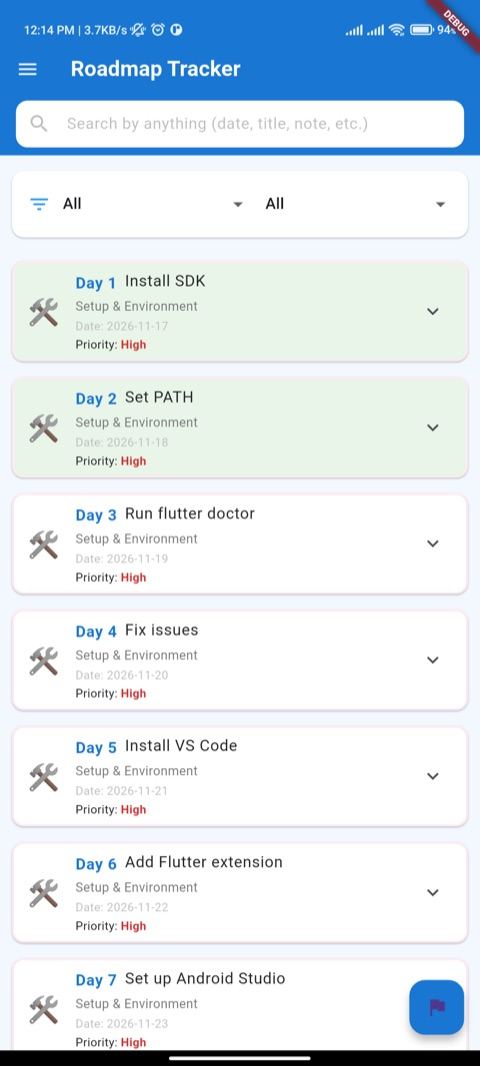 12:14 PM | 3.7KB/s
94%
DEBUG
Roadmap Tracker
Search by anything (date, title, note, etc.)
All
All
Day 1 Install SDK
Setup & Environment
Date: 2026-11-17
Priority: High
Day 2 Set PATH
Setup & Environment
Date: 2026-11-18
Priority: High
Day 3 Run flutter doctor
Setup & Environment
Date: 2026-11-19
Priority: High
Day 4 Fix issues
Setup & Environment
Date: 2026-11-20
Priority: High
Day 5 Install VS Code
Setup & Environment
Date: 2026-11-21
Priority: High
Day 6 Add Flutter extension
Setup & Environment
Date: 2026-11-22
Priority: High
Day 7 Set up Android Studio
Setup & Environment
Date: 2026-11-23
Priority: High